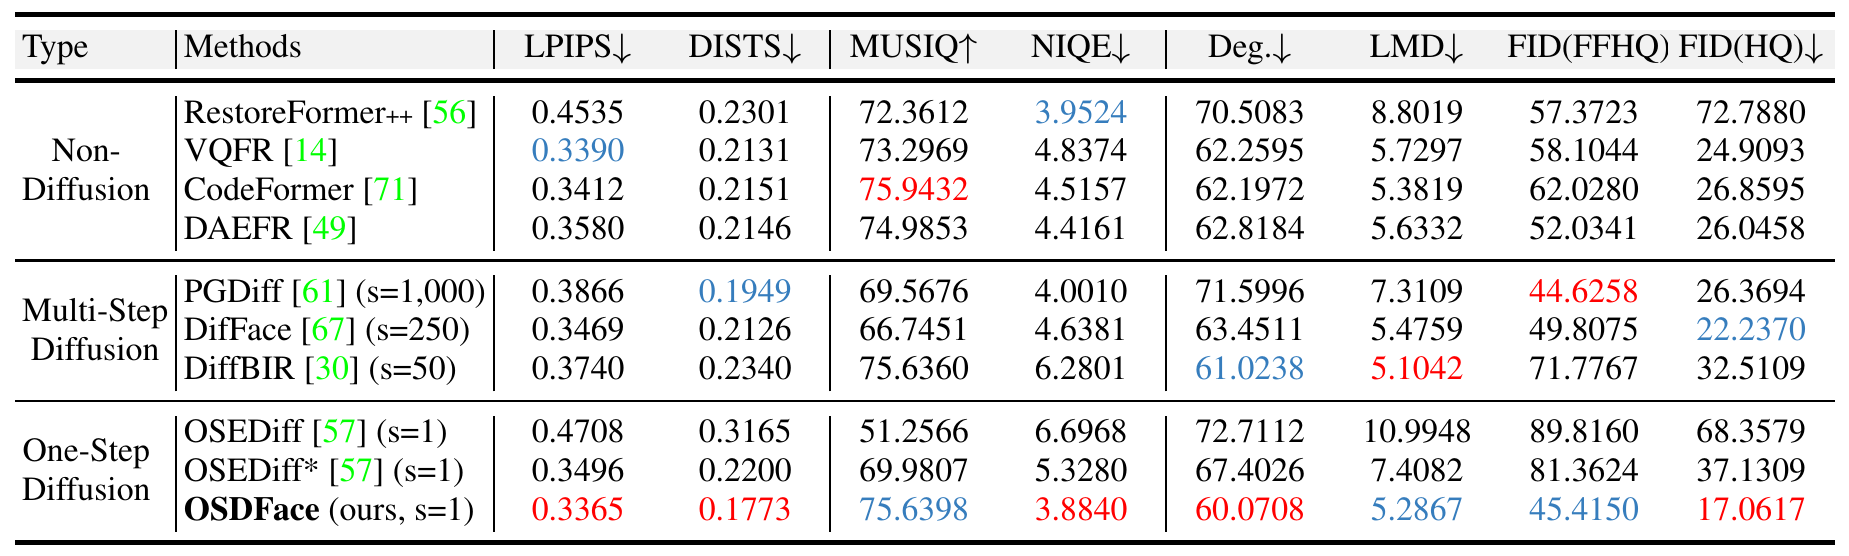 Type Methods LPIPS↓ DISTS↓ MUSIQ↑ NIQE↓ Deg.↓ LMD↓ FID(FFHQ) FID(HQ)↓
Non-Diffusion
RestoreFormer++ [56] 0.4535 0.2301 72.3612 3.9524 70.5083 8.8019 57.3723 72.7880
VQFR [14] 0.3390 0.2131 73.2969 4.8374 62.2595 5.7297 58.1044 24.9093
CodeFormer [71] 0.3412 0.2151 75.9432 4.5157 62.1972 5.3819 62.0280 26.8595
DAEFR [49] 0.3580 0.2146 74.9853 4.4161 62.8184 5.6332 52.0341 26.0458
Multi-Step Diffusion
PGDiff [61] (s=1,000) 0.3866 0.1949 69.5676 4.0010 71.5996 7.3109 44.6258 26.3694
DifFace [67] (s=250) 0.3469 0.2126 66.7451 4.6381 63.4511 5.4759 49.8075 22.2370
DiffBIR [30] (s=50) 0.3740 0.2340 75.6360 6.2801 61.0238 5.1042 71.7767 32.5109
One-Step Diffusion
OSEDiff [57] (s=1) 0.4708 0.3165 51.2566 6.6968 72.7112 10.9948 89.8160 68.3579
OSEDiff* [57] (s=1) 0.3496 0.2200 69.9807 5.3280 67.4026 7.4082 81.3624 37.1309
OSDFace (ours, s=1) 0.3365 0.1773 75.6398 3.8840 60.0708 5.2867 45.4150 17.0617